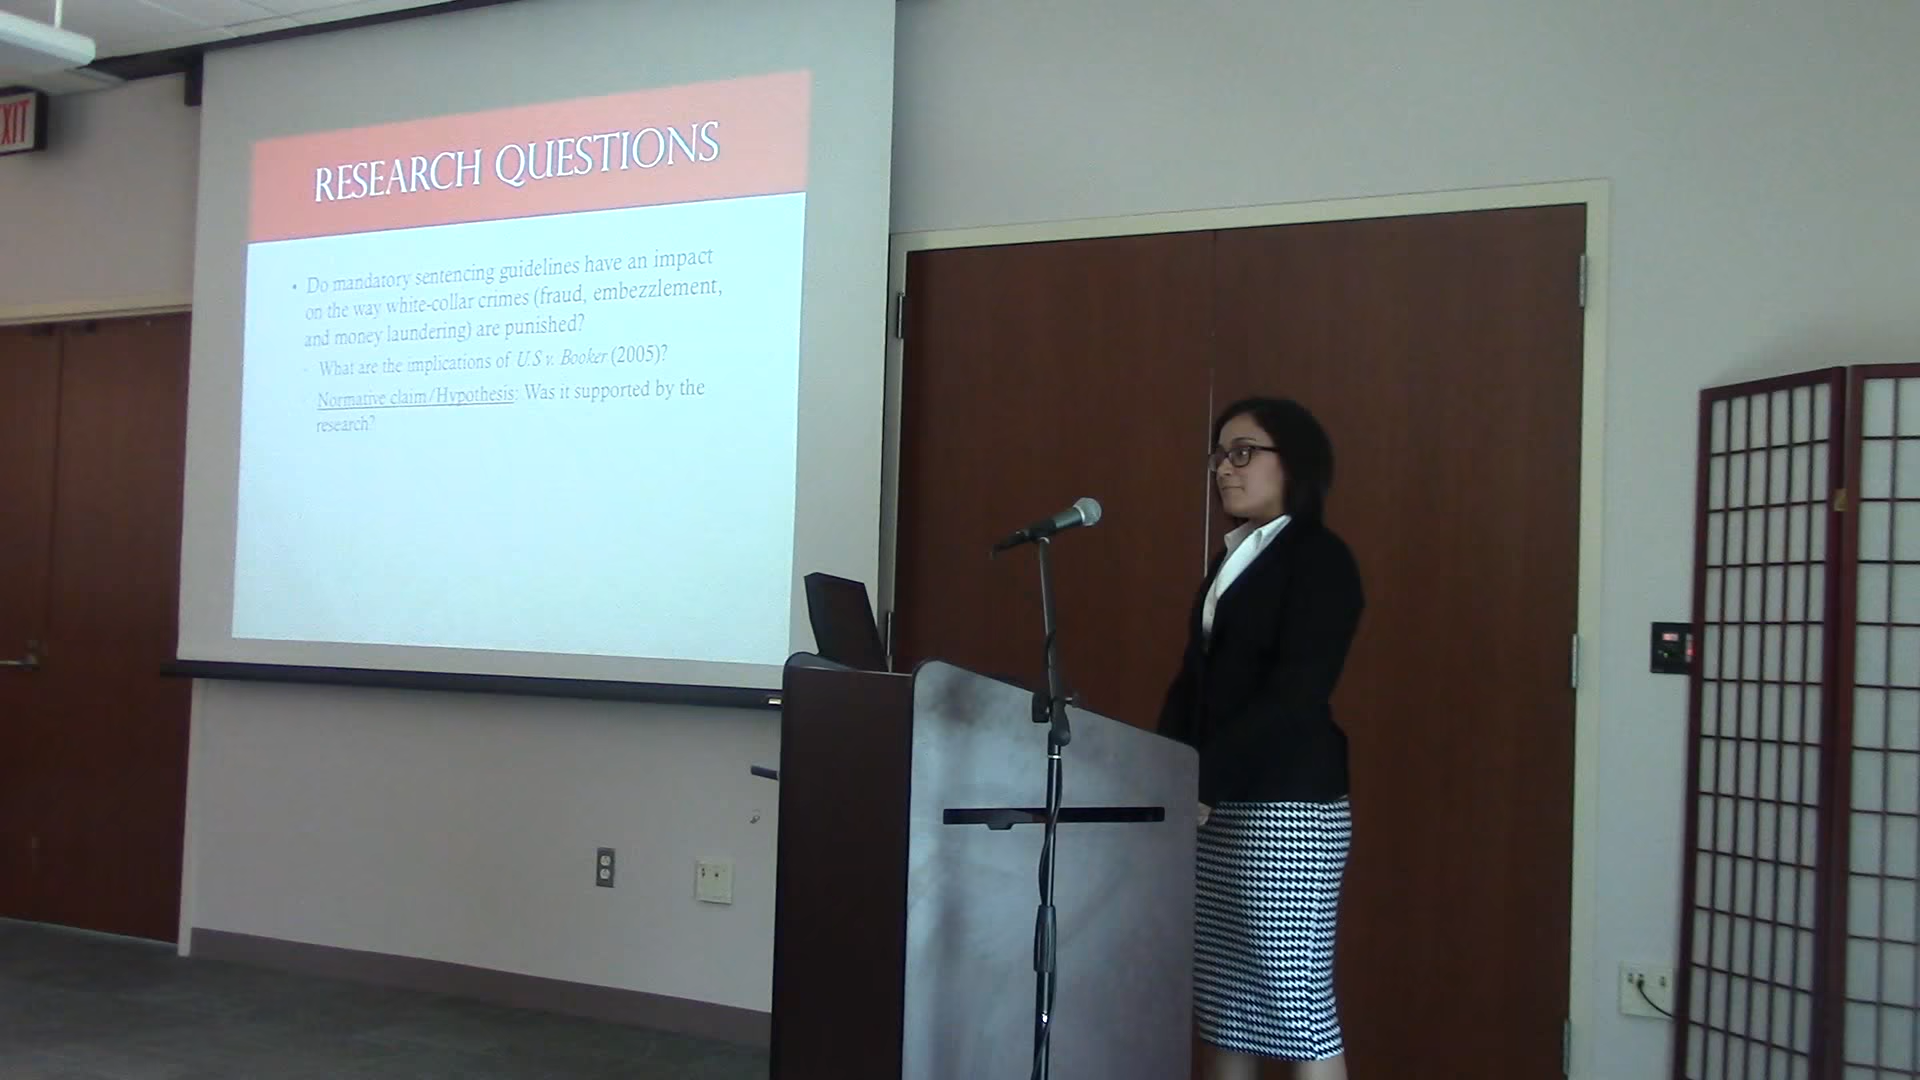 EXIT
RESEARCH QUESTIONS
• Do mandatory sentencing guidelines have an impact
on the way white-collar crimes (fraud, embezzlement,
and money laundering) are punished?
What are the implications of U.S v. Booker (2005)?
Normative claim/Hypothesis: Was it supported by the
research?